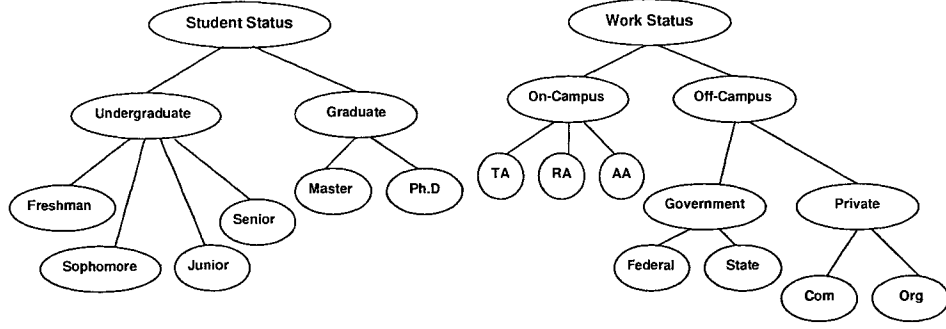 Student Status
Work Status
Undergraduate
Graduate
On-Campus
Off-Campus
Freshman
Sophomore
Junior
Senior
Master
Ph.D
TA
RA
AA
Government
Private
Federal
State
Com
Org